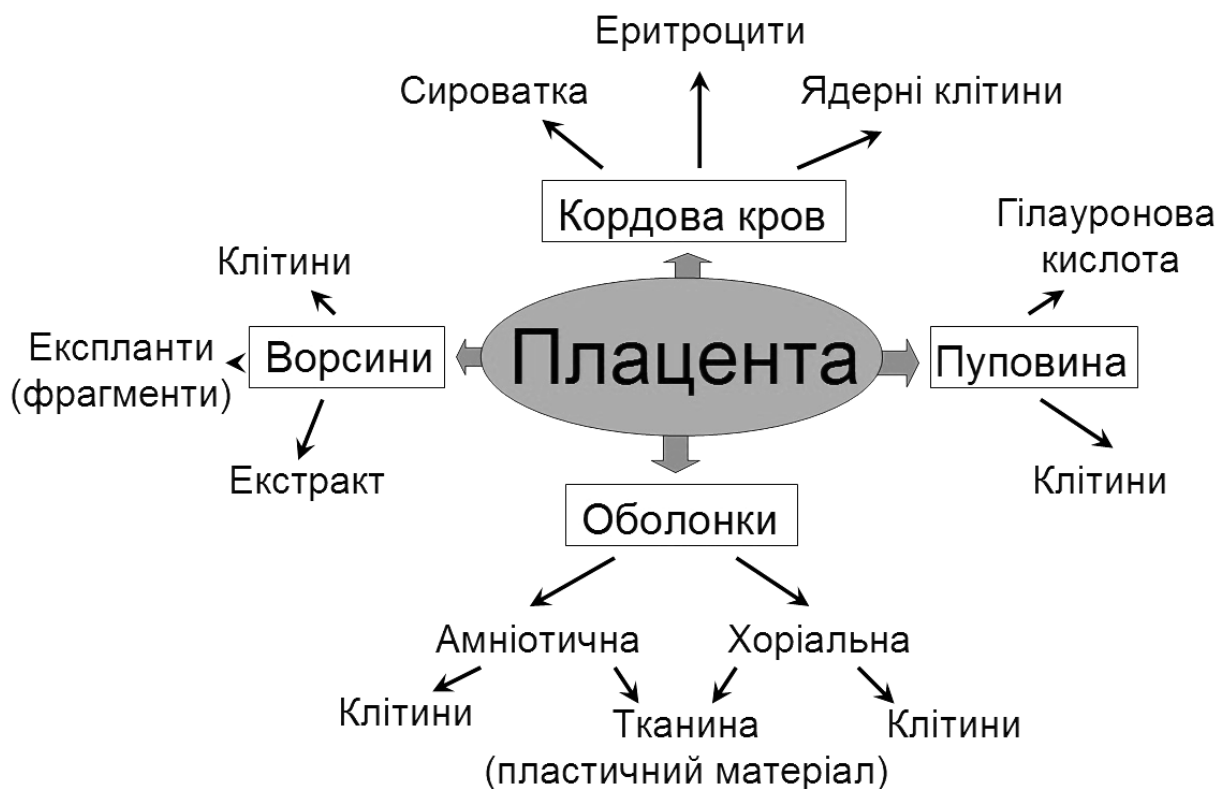 Еритроцити
Сироватка
Ядерні клітини
Кордова кров
Гілауронова
кислота
Клітини
Експланти
(фрагменти)
Ворсини
Плацента
Пуповина
Екстракт
Клітини
Оболонки
Амніотична
Хоріальна
Клітини
Тканина
(пластичний матеріал)
Клітини